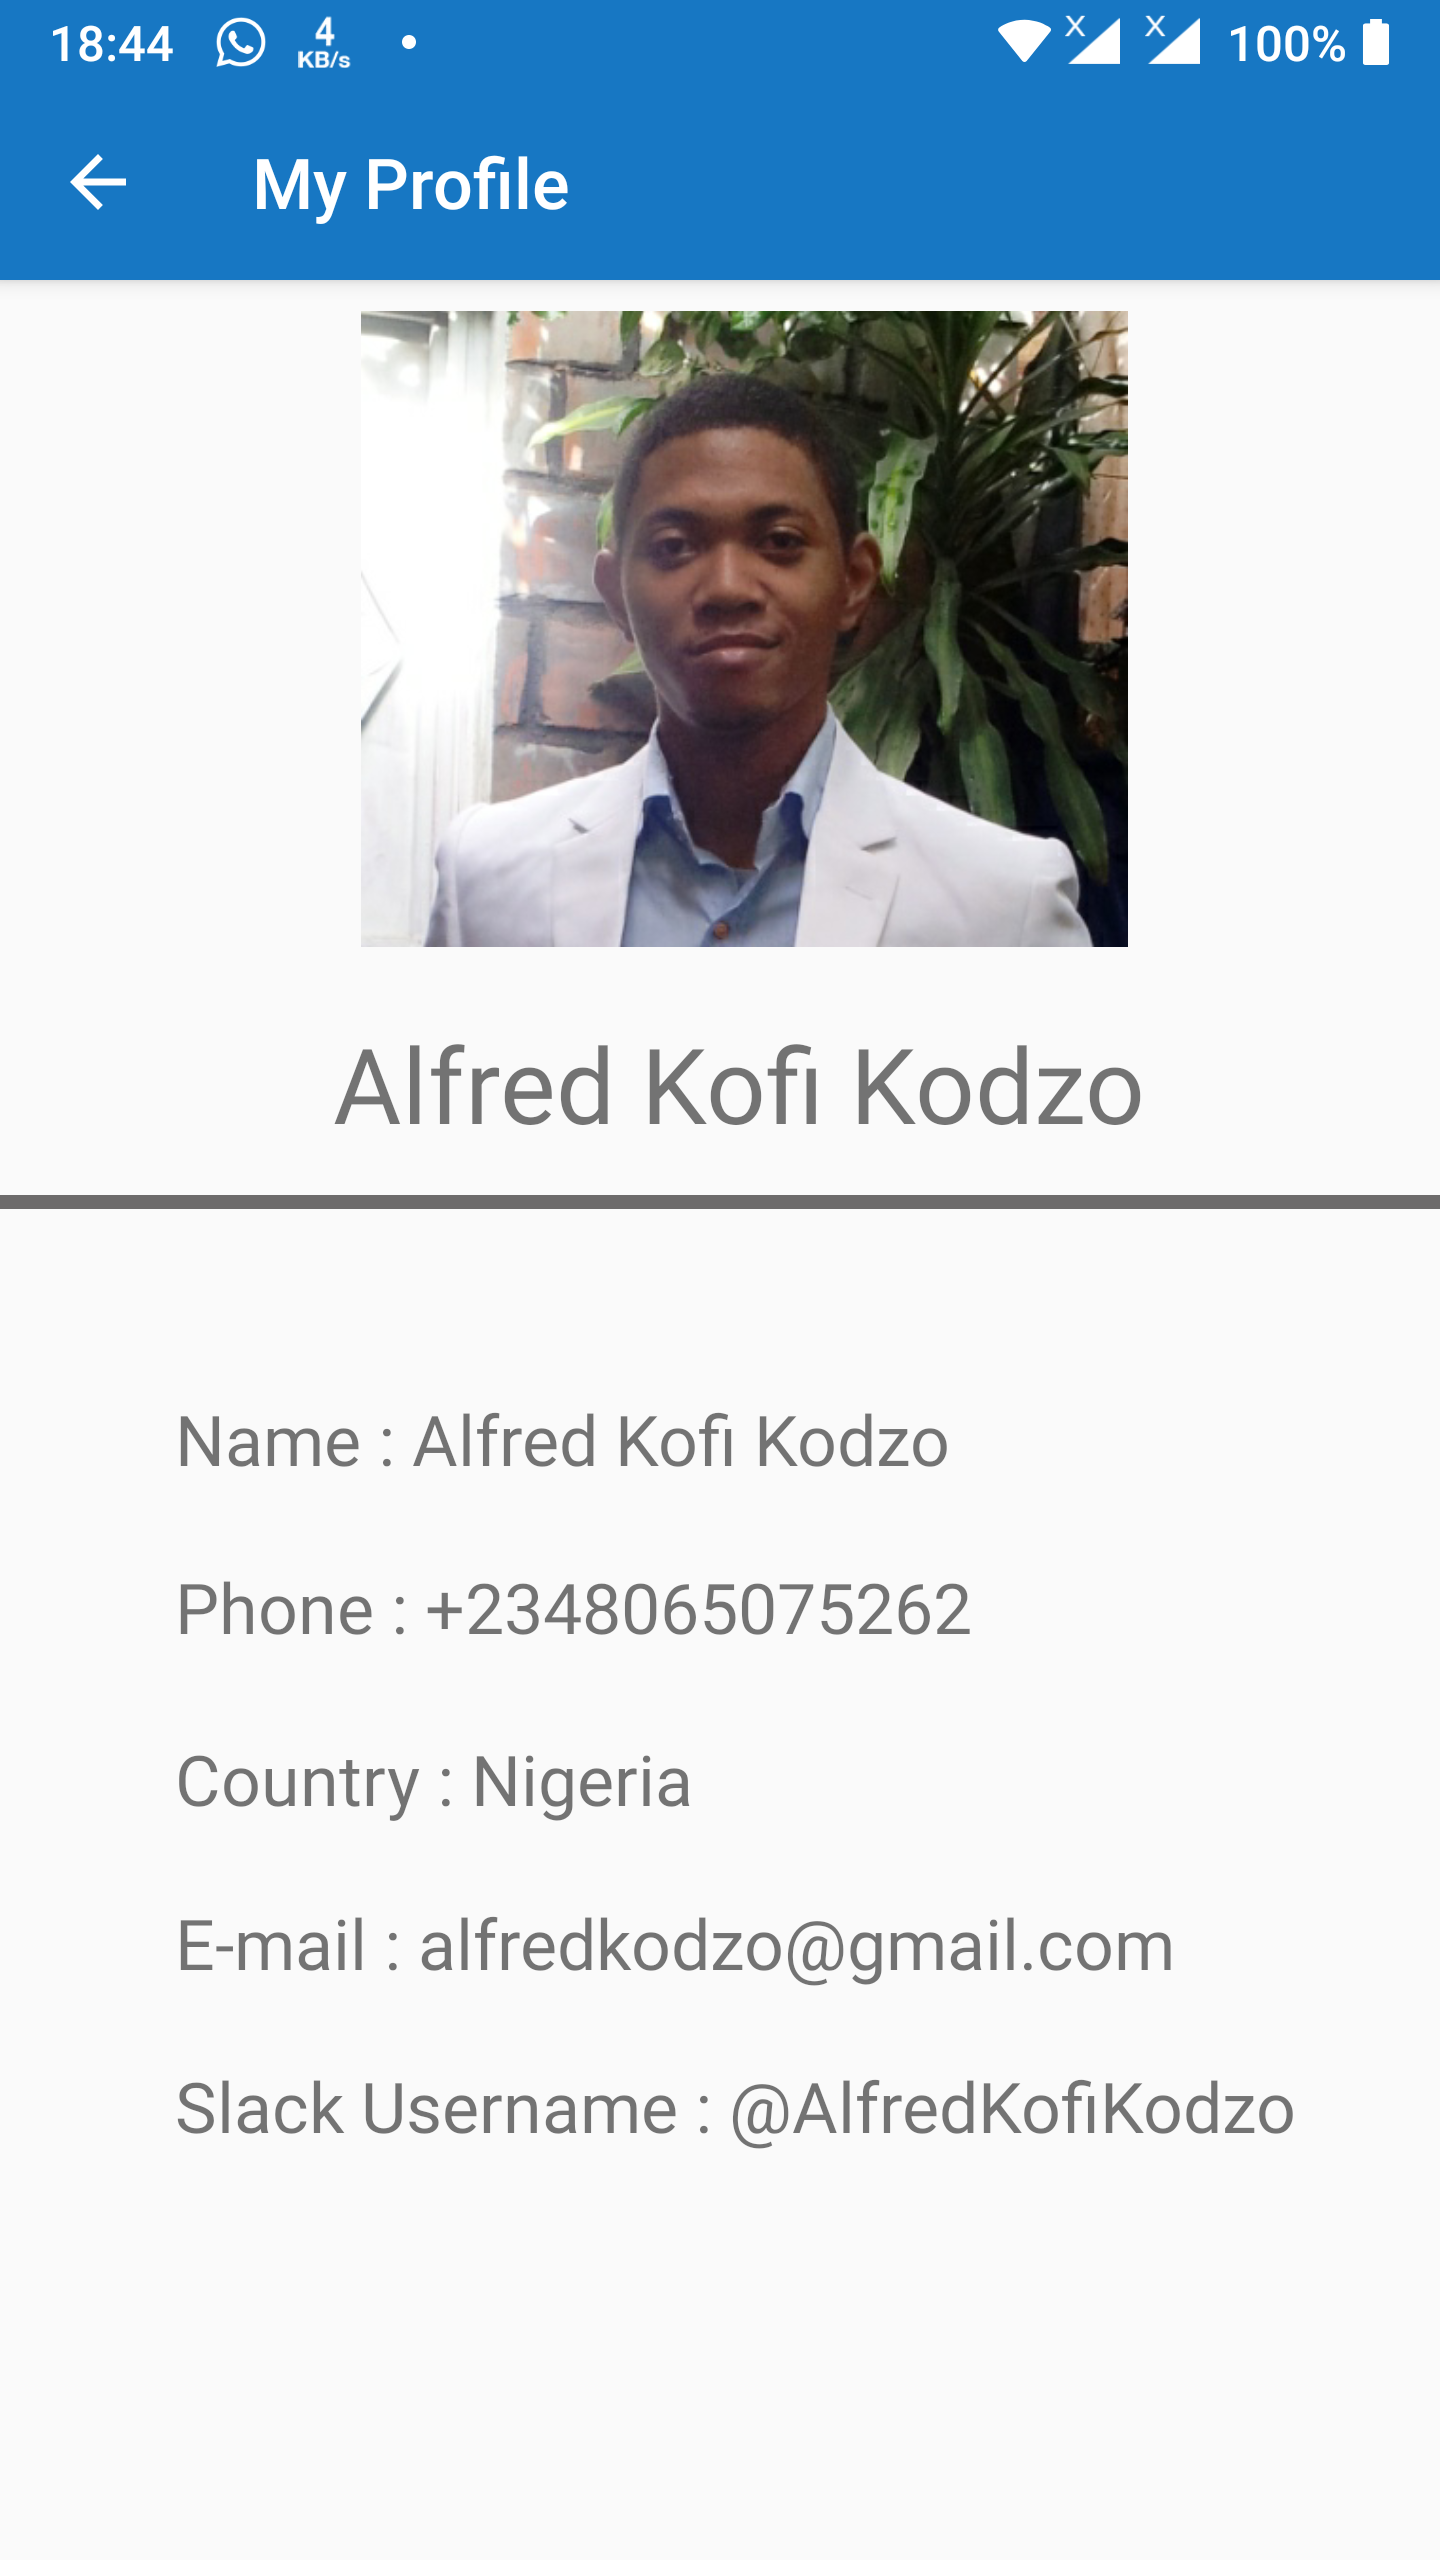 18:44 4 KB/s X X 100%
My Profile
Alfred Kofi Kodzo
Name : Alfred Kofi Kodzo
Phone : +2348065075262
Country : Nigeria
E-mail : alfredkodzo@gmail.com
Slack Username : @AlfredKofiKodzo